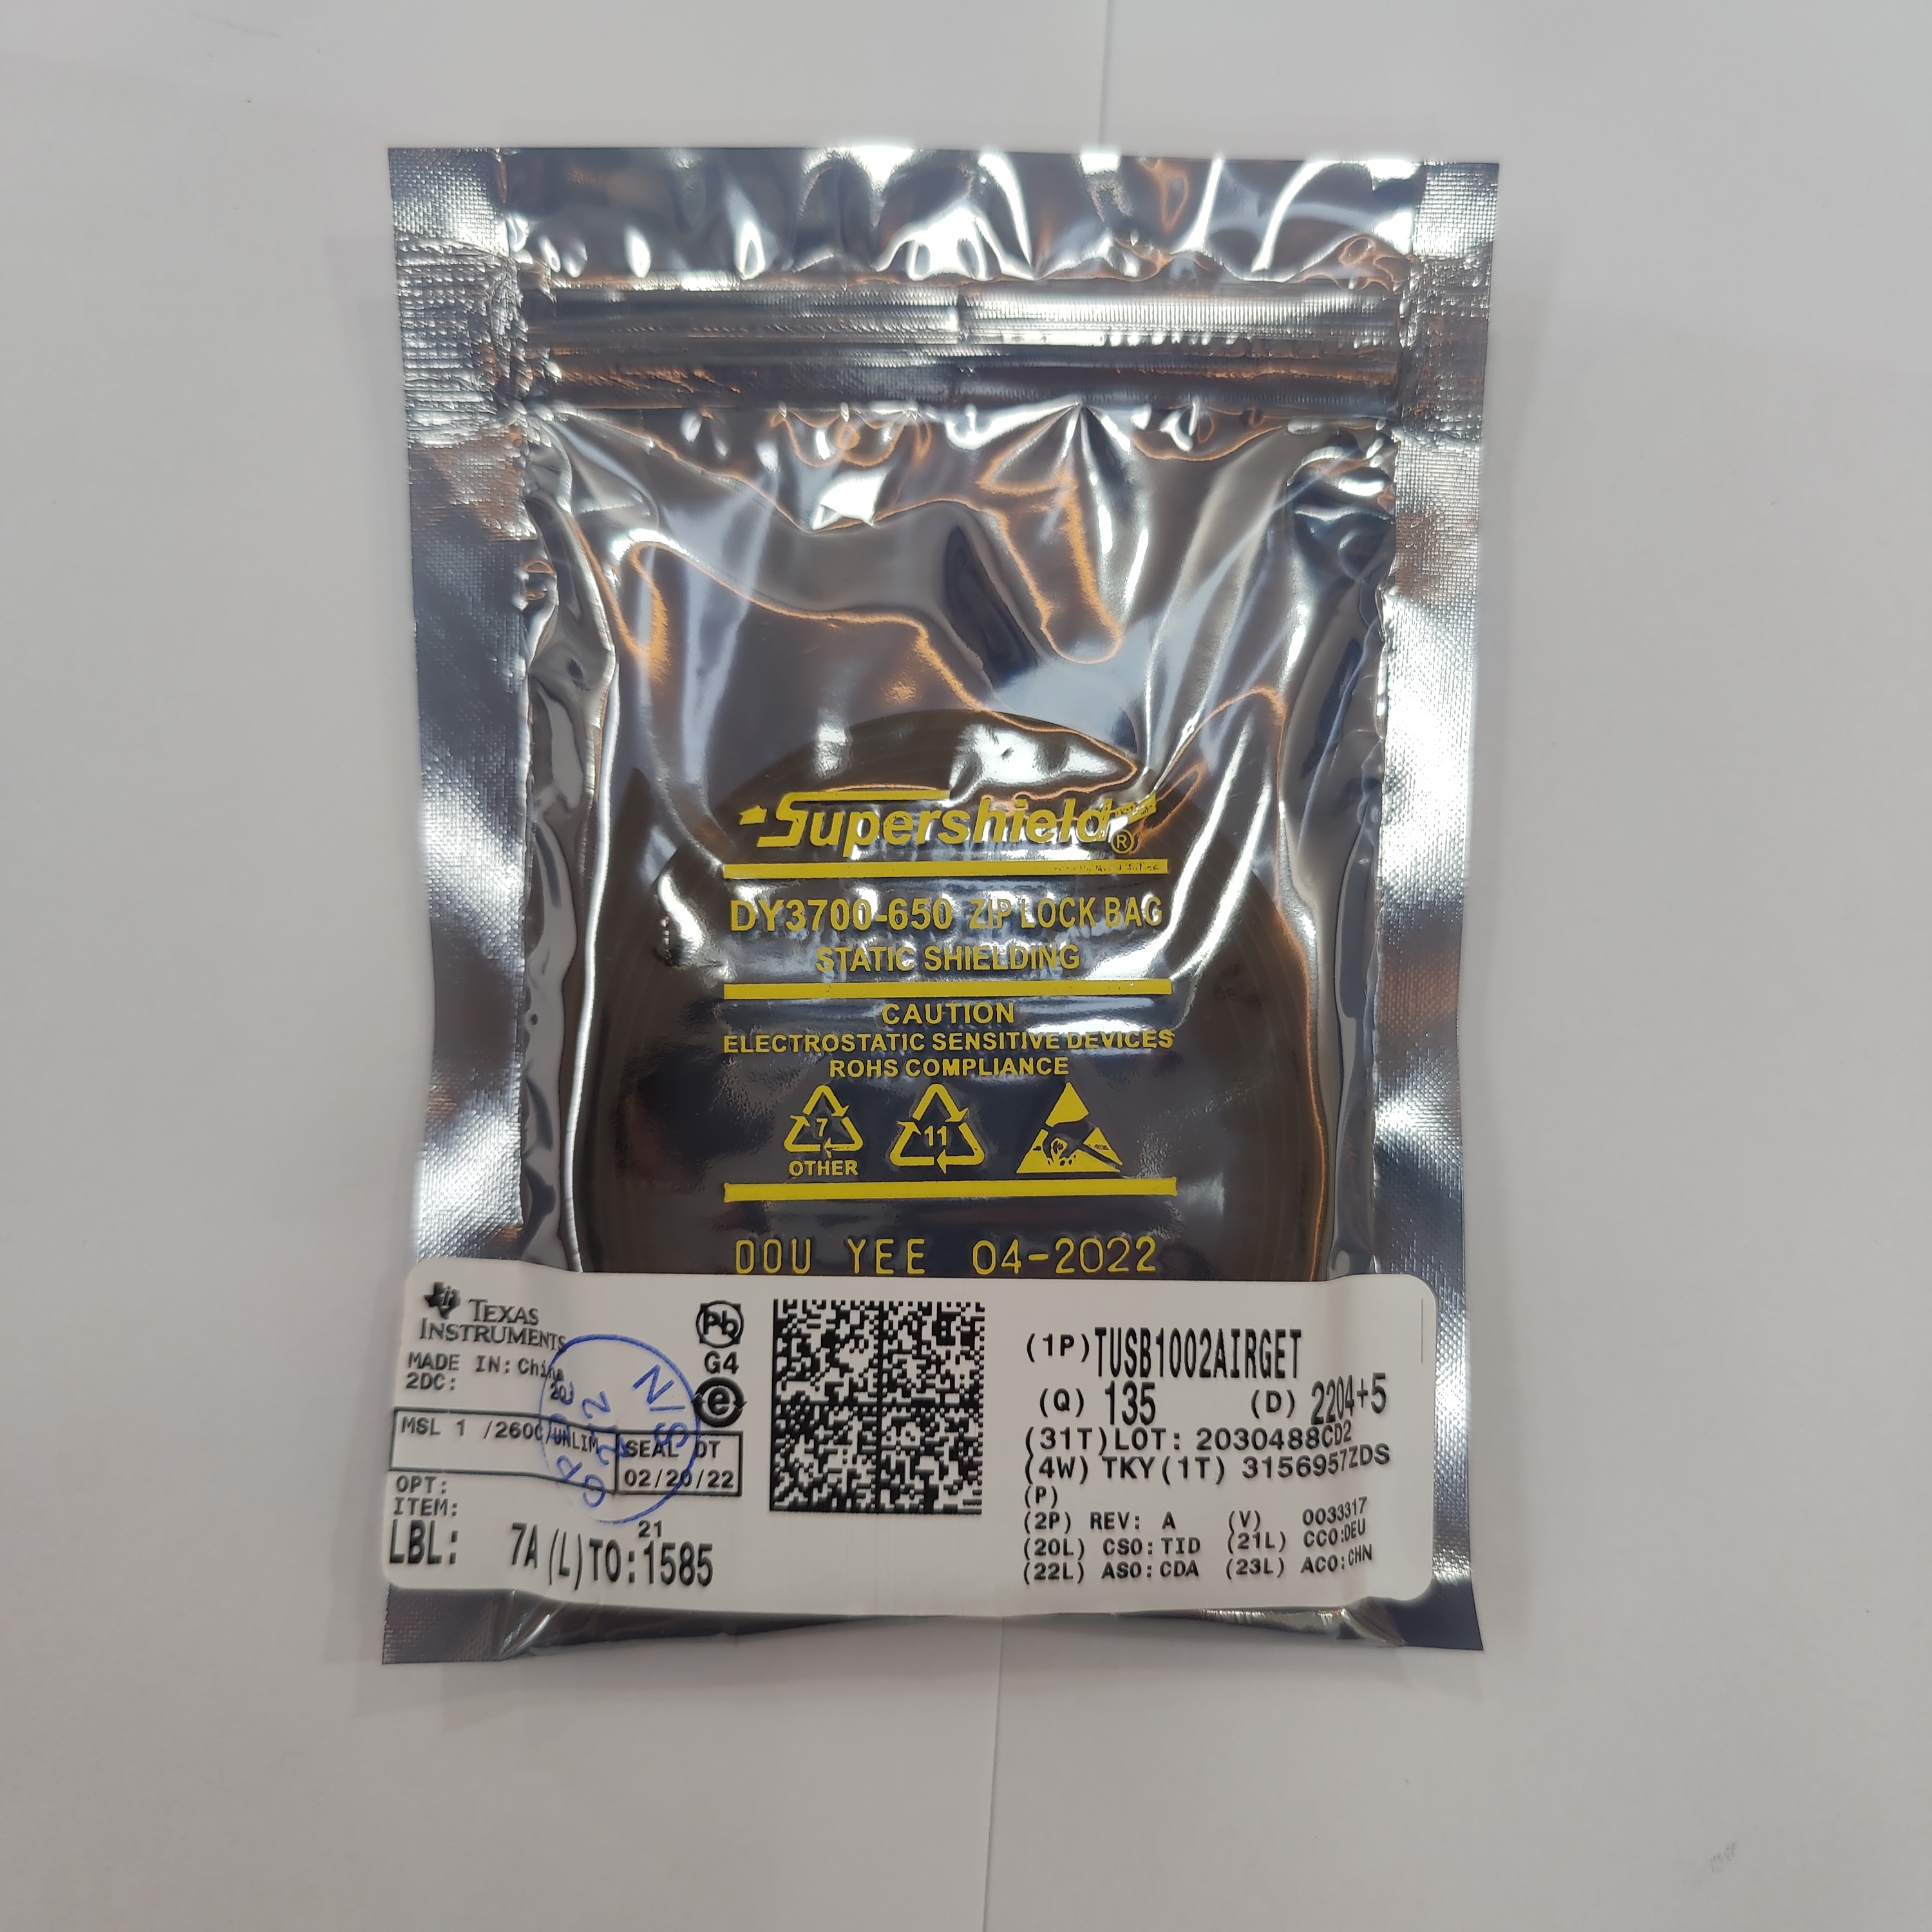 Supershield®
DY3700-650 ZIP LOCK BAG
STATIC SHIELDING
CAUTION
ELECTROSTATIC SENSITIVE DEVICES
ROHS COMPLIANCE
7
11
OTHER
DOU YEE 04-2022
TEXAS
INSTRUMENTS
MADE IN: China
2DC:
MSL 1 /260C/UNLIM
SEAL DT
02/20/22
OPT:
ITEM:
21
LBL: 7A (L)TO:1585
Pb
G4
e
(1P)TUSB1002AIRGET
(Q) 135 (D) 2204+5
(31T)LOT: 2030488CD2
(4W) TKY(1T) 3156957ZDS
(P)
(2P) REV: A (V) 0033317
(20L) CSO:TID (21L) CCO:DEU
(22L) ASO:CDA (23L) ACO:CHN